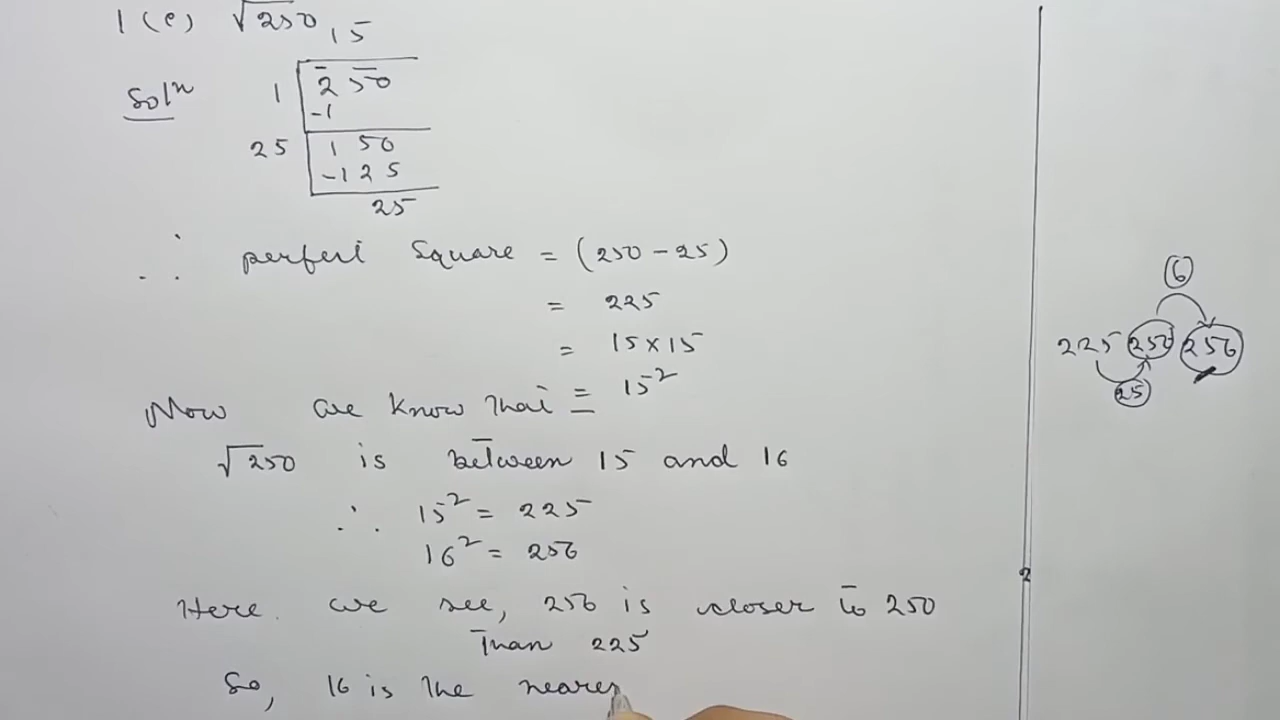 1 (e) √250
15
Solⁿ 1 2 50
-1
25 1 50
-1 2 5
25
∴ perfect Square = (250 - 25)
= 225
= 15 x 15
= 15²
Now we know that
√250 is between 15 and 16
∴ 15² = 225
16² = 256
Here we see, 256 is closer to 250
Than 225
So, 16 is the neares
6
225 250 256
25
2